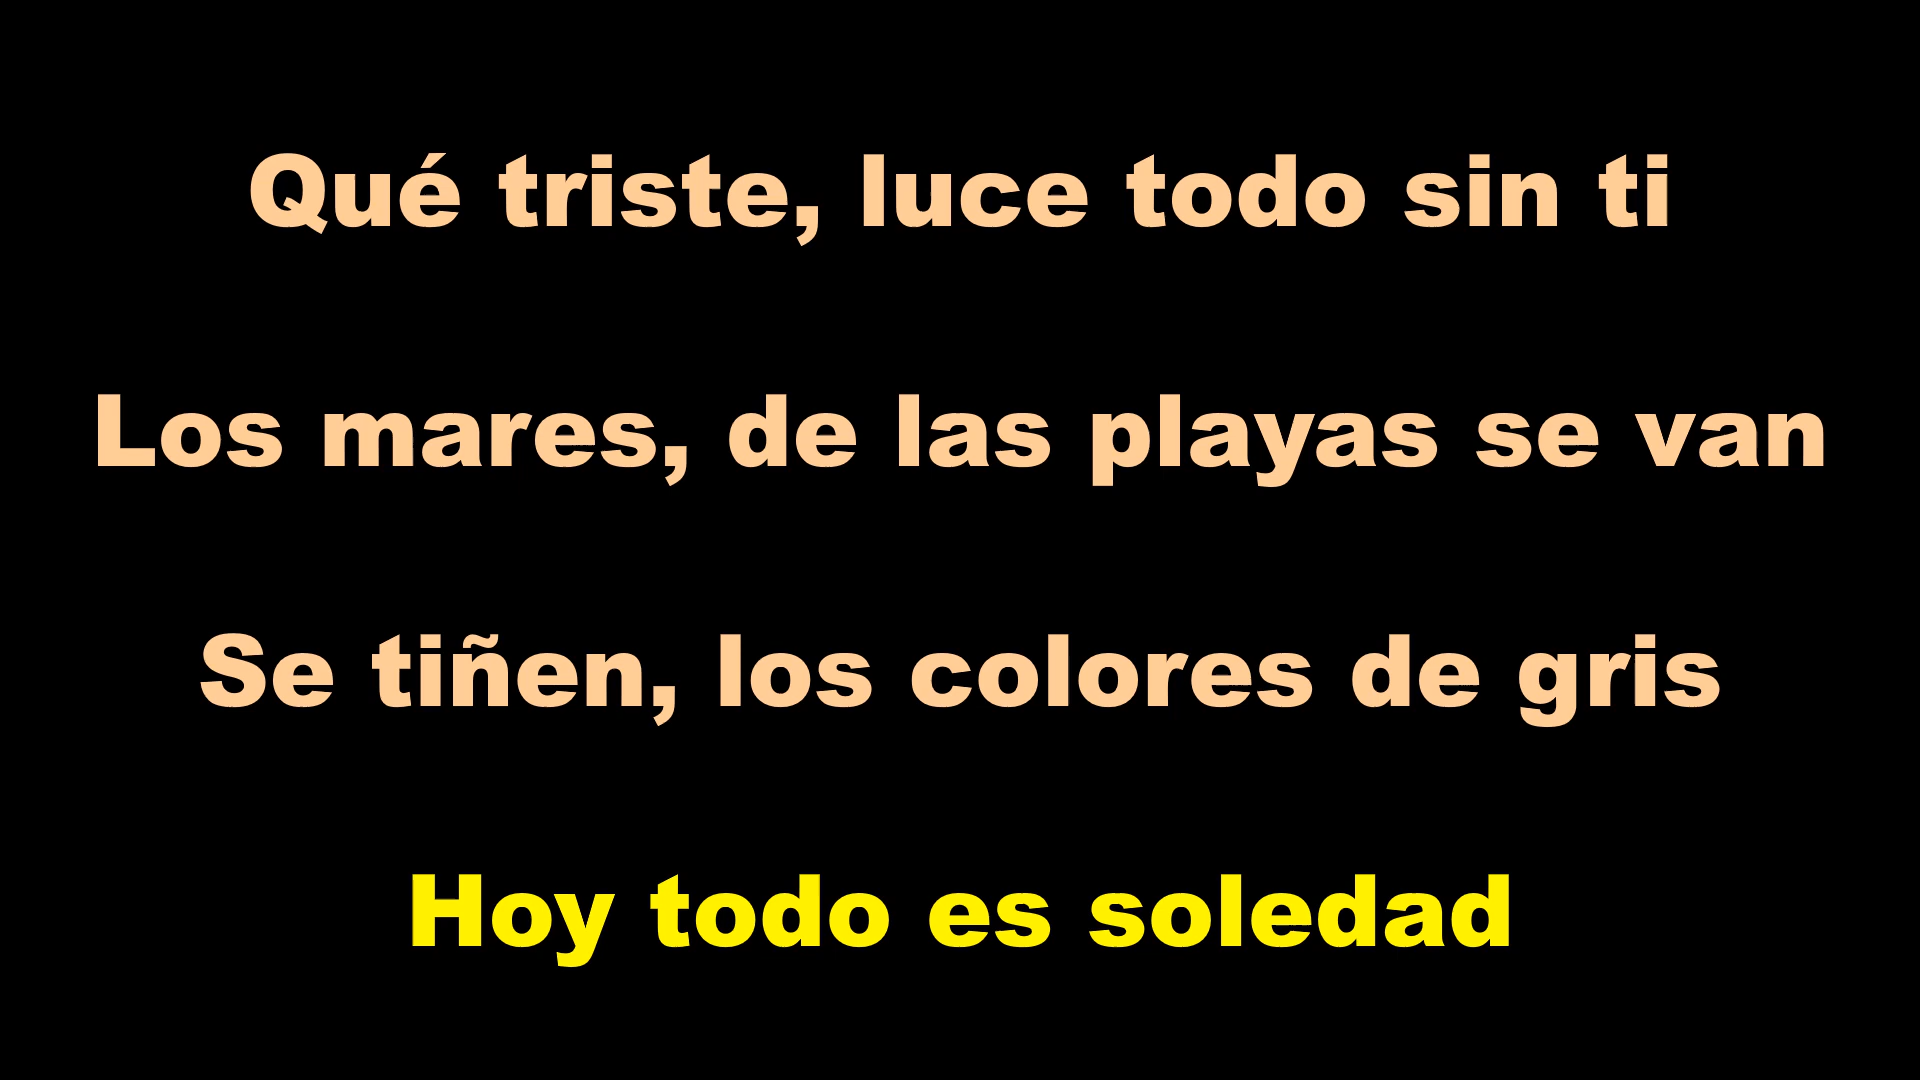 Qué triste, luce todo sin ti
Los mares, de las playas se van
Se tiñen, los colores de gris
Hoy todo es soledad